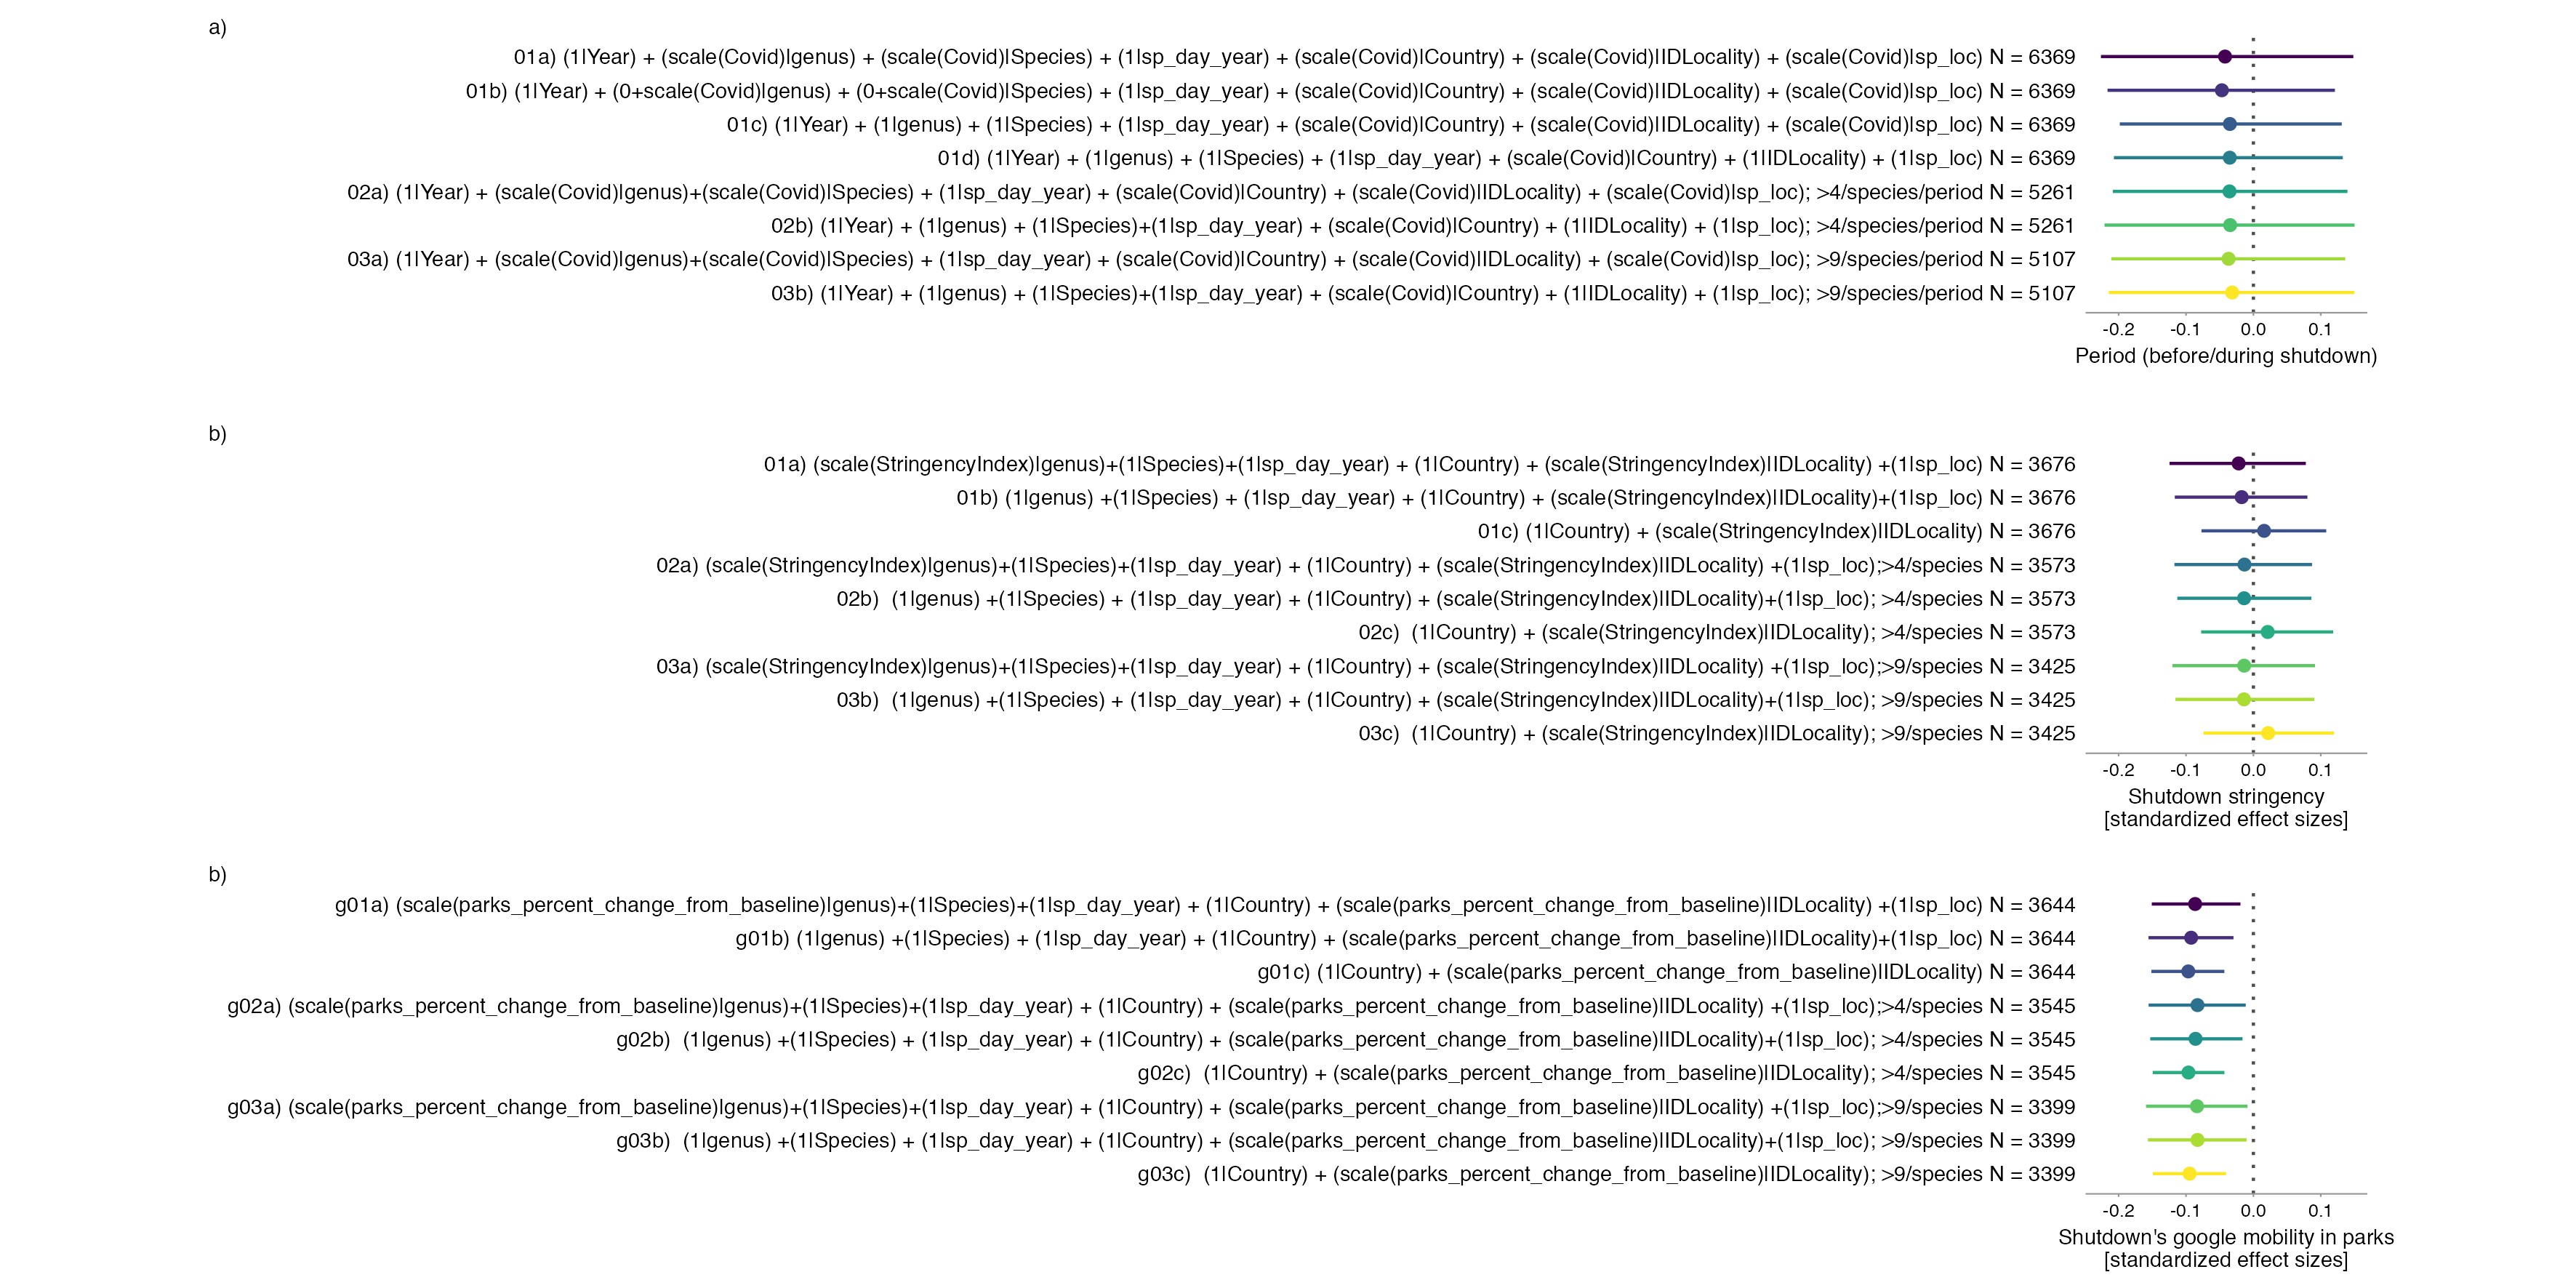 a)
01a) (1|Year) + (scale(Covid)|genus) + (scale(Covid)|Species) + (1|sp_day_year) + (scale(Covid)|Country) + (scale(Covid)|IDLocality) + (scale(Covid)|sp_loc) N = 6369
01b) (1|Year) + (0+scale(Covid)|genus) + (0+scale(Covid)|Species) + (1|sp_day_year) + (scale(Covid)|Country) + (scale(Covid)|IDLocality) + (scale(Covid)|sp_loc) N = 6369
01c) (1|Year) + (1|genus) + (1|Species) + (1|sp_day_year) + (scale(Covid)|Country) + (scale(Covid)|IDLocality) + (scale(Covid)|sp_loc) N = 6369
01d) (1|Year) + (1|genus) + (1|Species) + (1|sp_day_year) + (scale(Covid)|Country) + (1|IDLocality) + (1|sp_loc) N = 6369
02a) (1|Year) + (scale(Covid)|genus)+(scale(Covid)|Species) + (1|sp_day_year) + (scale(Covid)|Country) + (scale(Covid)|IDLocality) + (scale(Covid)|sp_loc); >4/species/period N = 5261
02b) (1|Year) + (1|genus) + (1|Species)+(1|sp_day_year) + (scale(Covid)|Country) + (1|IDLocality) + (1|sp_loc); >4/species/period N = 5261
03a) (1|Year) + (scale(Covid)|genus)+(scale(Covid)|Species) + (1|sp_day_year) + (scale(Covid)|Country) + (scale(Covid)|IDLocality) + (scale(Covid)|sp_loc); >9/species/period N = 5107
03b) (1|Year) + (1|genus) + (1|Species)+(1|sp_day_year) + (scale(Covid)|Country) + (1|IDLocality) + (1|sp_loc); >9/species/period N = 5107
-0.2 -0.1 0.0 0.1
Period (before/during shutdown)
b)
01a) (scale(StringencyIndex)|genus)+(1|Species)+(1|sp_day_year) + (1|Country) + (scale(StringencyIndex)|IDLocality) +(1|sp_loc) N = 3676
01b) (1|genus) +(1|Species) + (1|sp_day_year) + (1|Country) + (scale(StringencyIndex)|IDLocality)+(1|sp_loc) N = 3676
01c) (1|Country) + (scale(StringencyIndex)|IDLocality) N = 3676
02a) (scale(StringencyIndex)|genus)+(1|Species)+(1|sp_day_year) + (1|Country) + (scale(StringencyIndex)|IDLocality) +(1|sp_loc);>4/species N = 3573
02b)  (1|genus) +(1|Species) + (1|sp_day_year) + (1|Country) + (scale(StringencyIndex)|IDLocality)+(1|sp_loc); >4/species N = 3573
02c)  (1|Country) + (scale(StringencyIndex)|IDLocality); >4/species N = 3573
03a) (scale(StringencyIndex)|genus)+(1|Species)+(1|sp_day_year) + (1|Country) + (scale(StringencyIndex)|IDLocality) +(1|sp_loc);>9/species N = 3425
03b)  (1|genus) +(1|Species) + (1|sp_day_year) + (1|Country) + (scale(StringencyIndex)|IDLocality)+(1|sp_loc); >9/species N = 3425
03c)  (1|Country) + (scale(StringencyIndex)|IDLocality); >9/species N = 3425
-0.2 -0.1 0.0 0.1
Shutdown stringency
[standardized effect sizes]
b)
g01a) (scale(parks_percent_change_from_baseline)|genus)+(1|Species)+(1|sp_day_year) + (1|Country) + (scale(parks_percent_change_from_baseline)|IDLocality) +(1|sp_loc) N = 3644
g01b) (1|genus) +(1|Species) + (1|sp_day_year) + (1|Country) + (scale(parks_percent_change_from_baseline)|IDLocality)+(1|sp_loc) N = 3644
g01c) (1|Country) + (scale(parks_percent_change_from_baseline)|IDLocality) N = 3644
g02a) (scale(parks_percent_change_from_baseline)|genus)+(1|Species)+(1|sp_day_year) + (1|Country) + (scale(parks_percent_change_from_baseline)|IDLocality) +(1|sp_loc);>4/species N = 3545
g02b)  (1|genus) +(1|Species) + (1|sp_day_year) + (1|Country) + (scale(parks_percent_change_from_baseline)|IDLocality)+(1|sp_loc); >4/species N = 3545
g02c)  (1|Country) + (scale(parks_percent_change_from_baseline)|IDLocality); >4/species N = 3545
g03a) (scale(parks_percent_change_from_baseline)|genus)+(1|Species)+(1|sp_day_year) + (1|Country) + (scale(parks_percent_change_from_baseline)|IDLocality) +(1|sp_loc);>9/species N = 3399
g03b)  (1|genus) +(1|Species) + (1|sp_day_year) + (1|Country) + (scale(parks_percent_change_from_baseline)|IDLocality)+(1|sp_loc); >9/species N = 3399
g03c)  (1|Country) + (scale(parks_percent_change_from_baseline)|IDLocality); >9/species N = 3399
-0.2 -0.1 0.0 0.1
Shutdown's google mobility in parks
[standardized effect sizes]